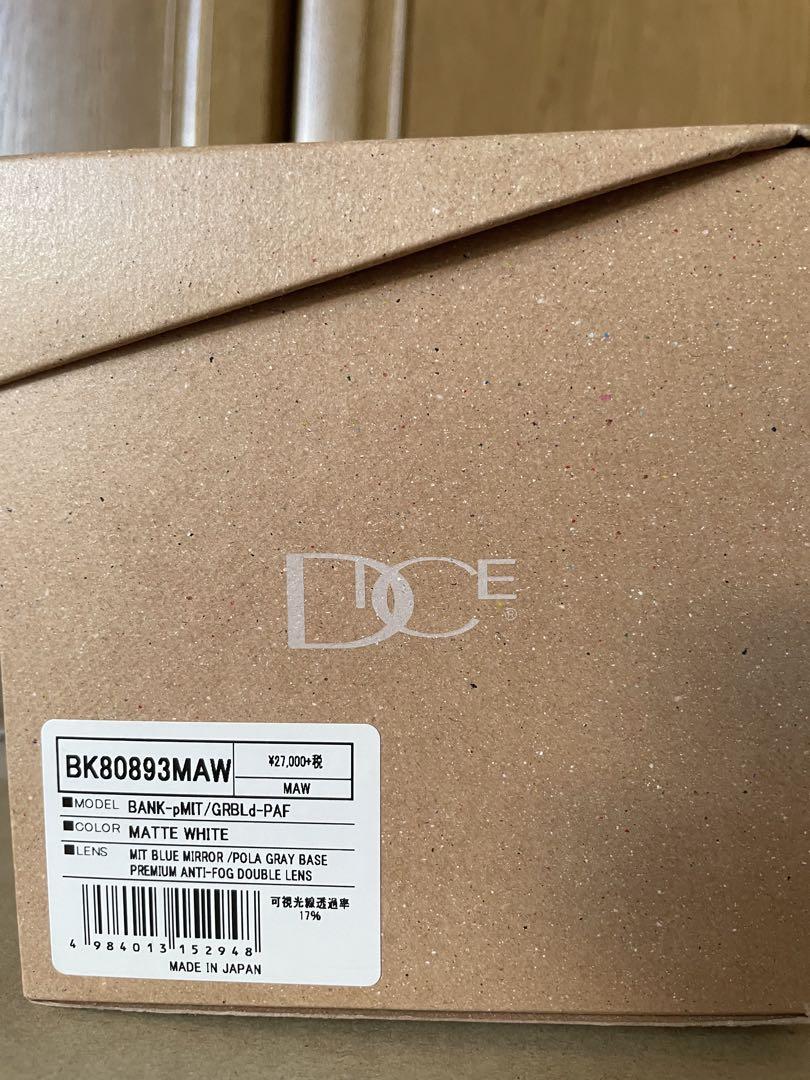 DICE®
BK80893MAW
¥27,000+税
MAW
■MODEL BANK-pMIT/GRBLd-PAF
■COLOR MATTE WHITE
■LENS MIT BLUE MIRROR /POLA GRAY BASE
PREMIUM ANTI-FOG DOUBLE LENS
可視光線透過率
17%
4 984013 152948
MADE IN JAPAN